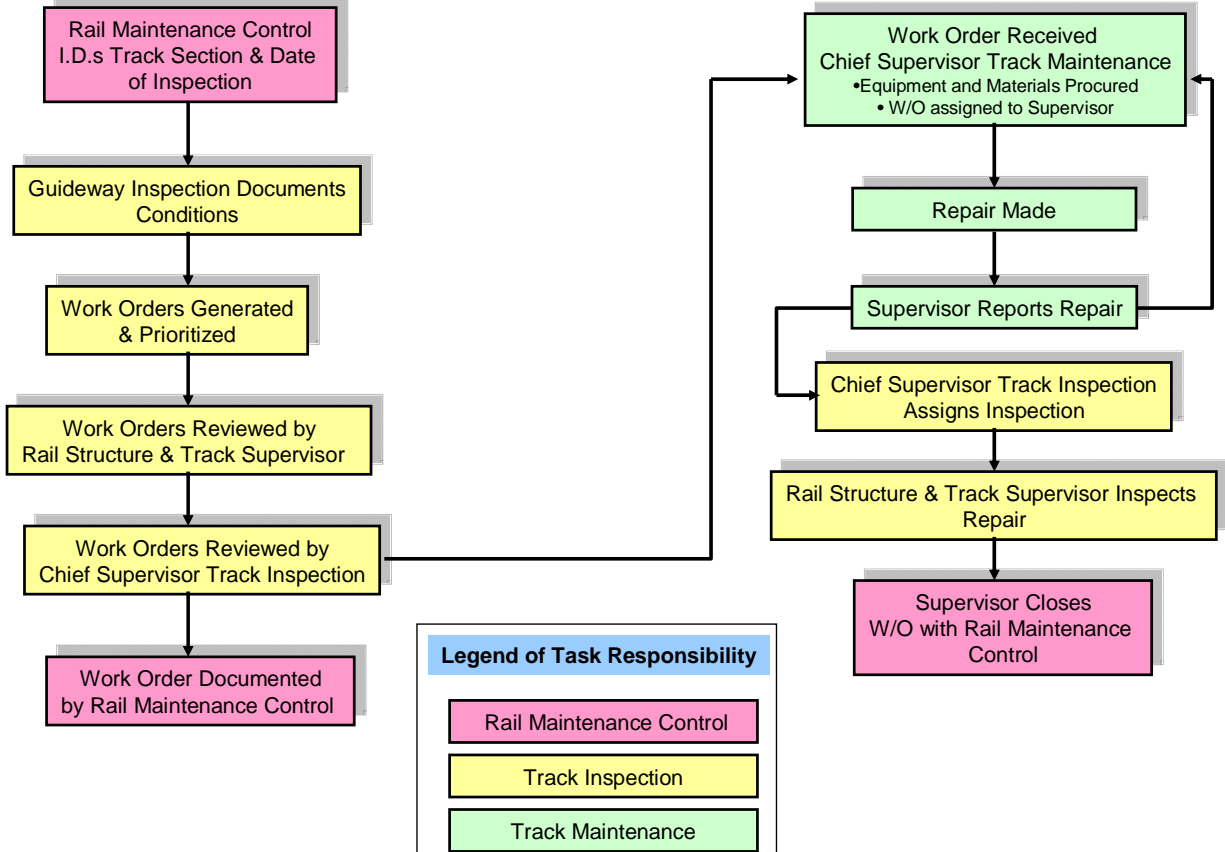 Rail Maintenance Control
I.D.s Track Section & Date
of Inspection
Guideway Inspection Documents
Conditions
Work Orders Generated
& Prioritized
Work Orders Reviewed by
Rail Structure & Track Supervisor
Work Orders Reviewed by
Chief Supervisor Track Inspection
Work Order Documented
by Rail Maintenance Control
Work Order Received
Chief Supervisor Track Maintenance
•Equipment and Materials Procured
• W/O assigned to Supervisor
Repair Made
Supervisor Reports Repair
Chief Supervisor Track Inspection
Assigns Inspection
Rail Structure & Track Supervisor Inspects
Repair
Supervisor Closes
W/O with Rail Maintenance
Control
Legend of Task Responsibility
Rail Maintenance Control
Track Inspection
Track Maintenance